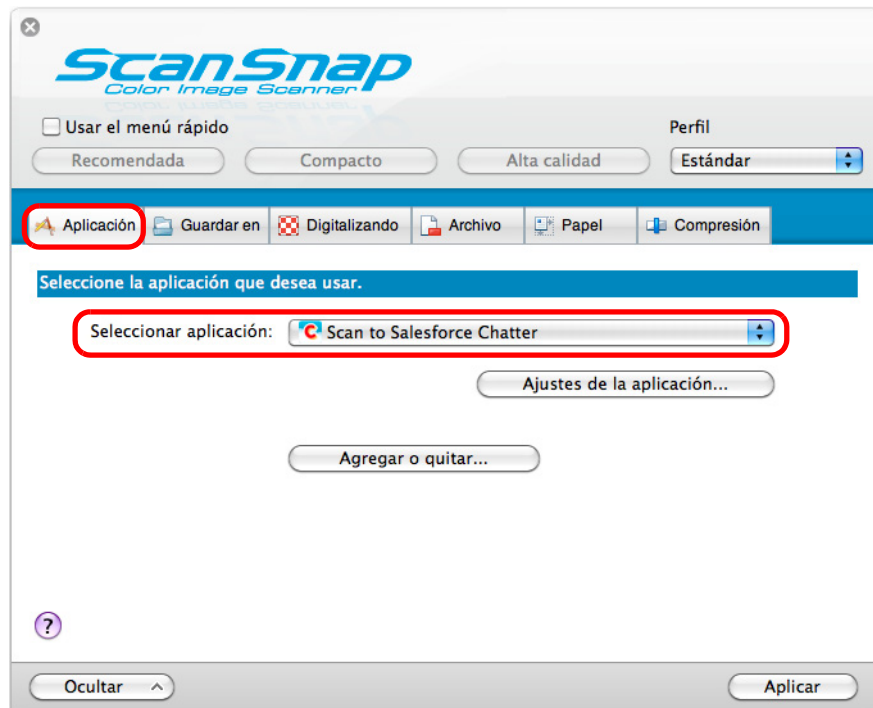 ScanSnap
Color Image Scanner
Usar el menú rápido
Perfil
Recomendada Compacto Alta calidad Estándar
Aplicación Guardar en Digitalizando Archivo Papel Compresión
Seleccione la aplicación que desea usar.
Seleccionar aplicación: C Scan to Salesforce Chatter
Ajustes de la aplicación...
Agregar o quitar...
?
Ocultar Aplicar